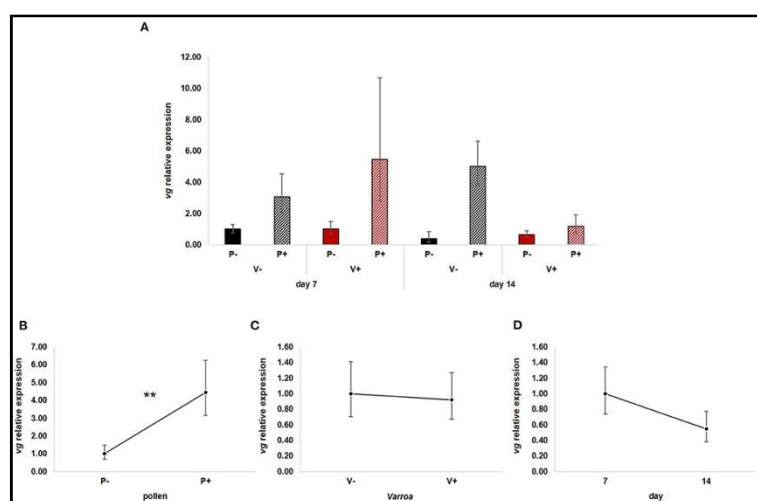 A
12.00
10.00
8.00
6.00
4.00
2.00
0.00
vg relative expression
P- P+ P- P+ P- P+ P- P+
V- V+ V- V+
day 7 day 14
B
7.00
6.00
5.00
4.00
3.00
2.00
1.00
0.00
vg relative expression
**
P- P+
pollen
C
1.60
1.40
1.20
1.00
0.80
0.60
0.40
0.20
0.00
vg relative expression
V- V+
Varroa
D
1.60
1.40
1.20
1.00
0.80
0.60
0.40
0.20
0.00
vg relative expression
7 14
day